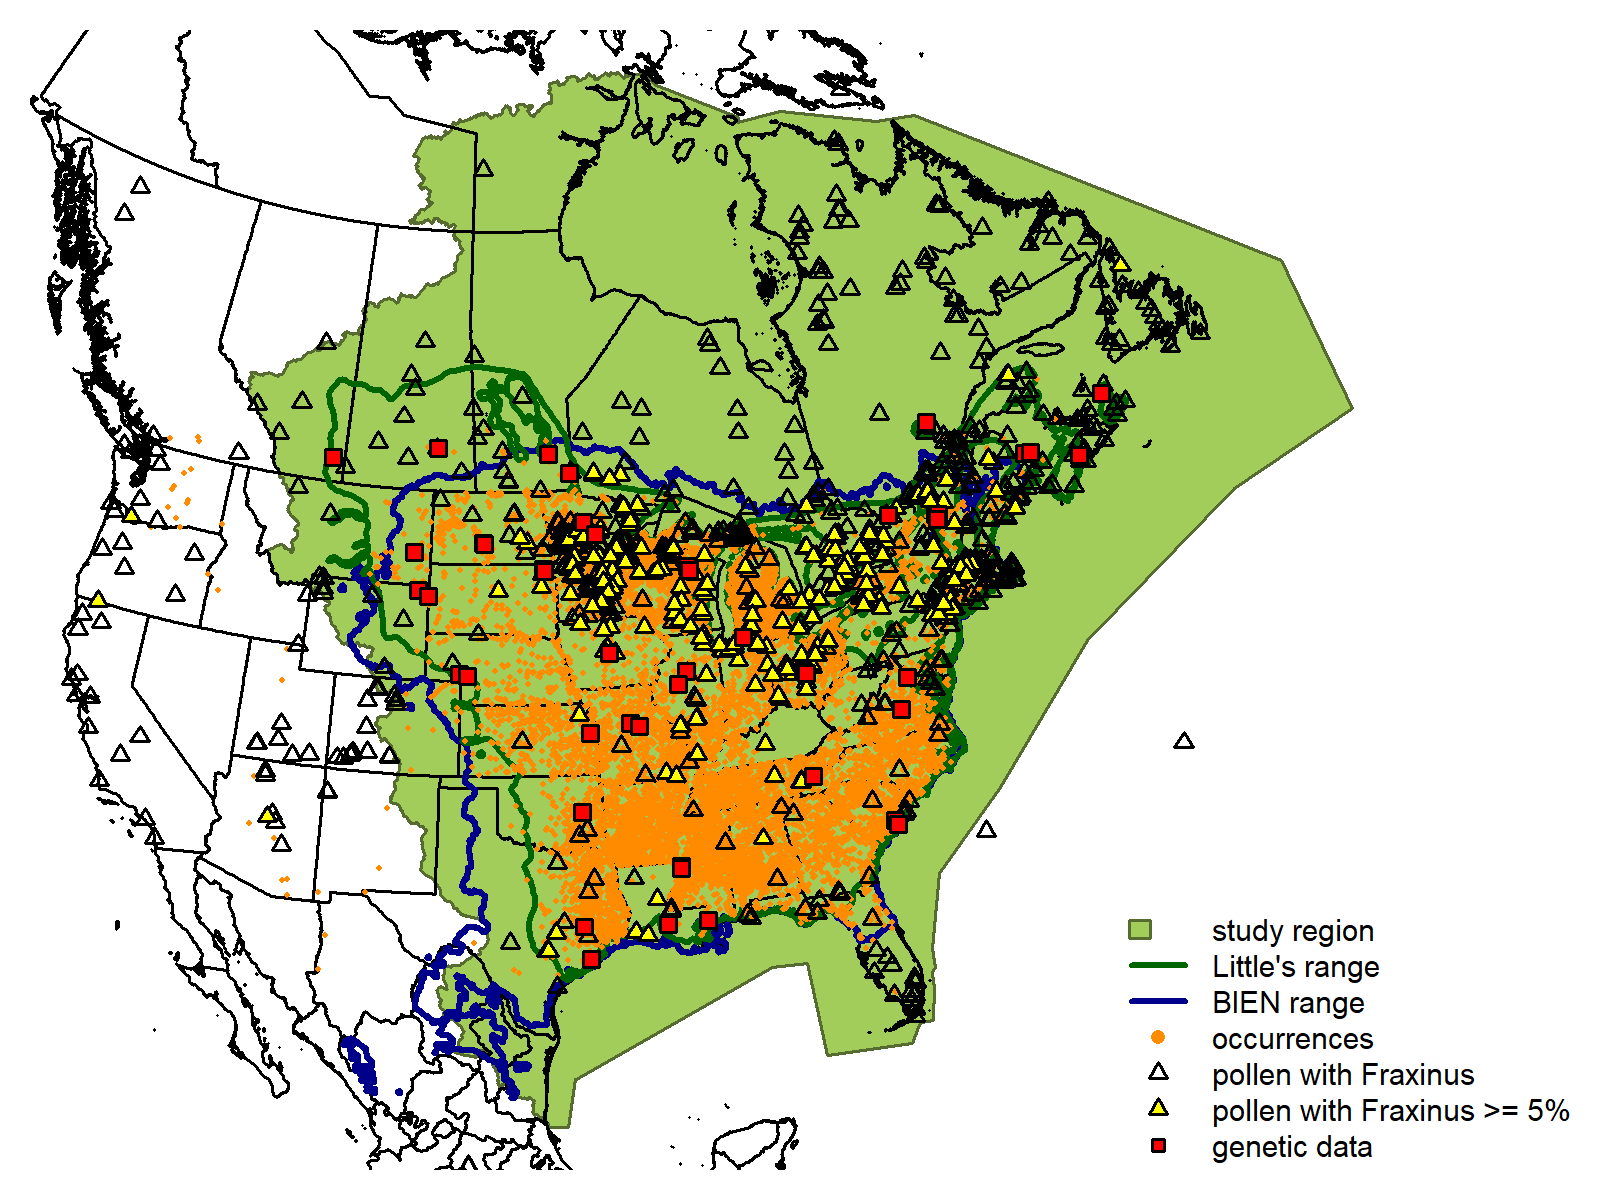 study region
Little's range
BIEN range
occurrences
pollen with Fraxinus
pollen with Fraxinus >= 5%
genetic data